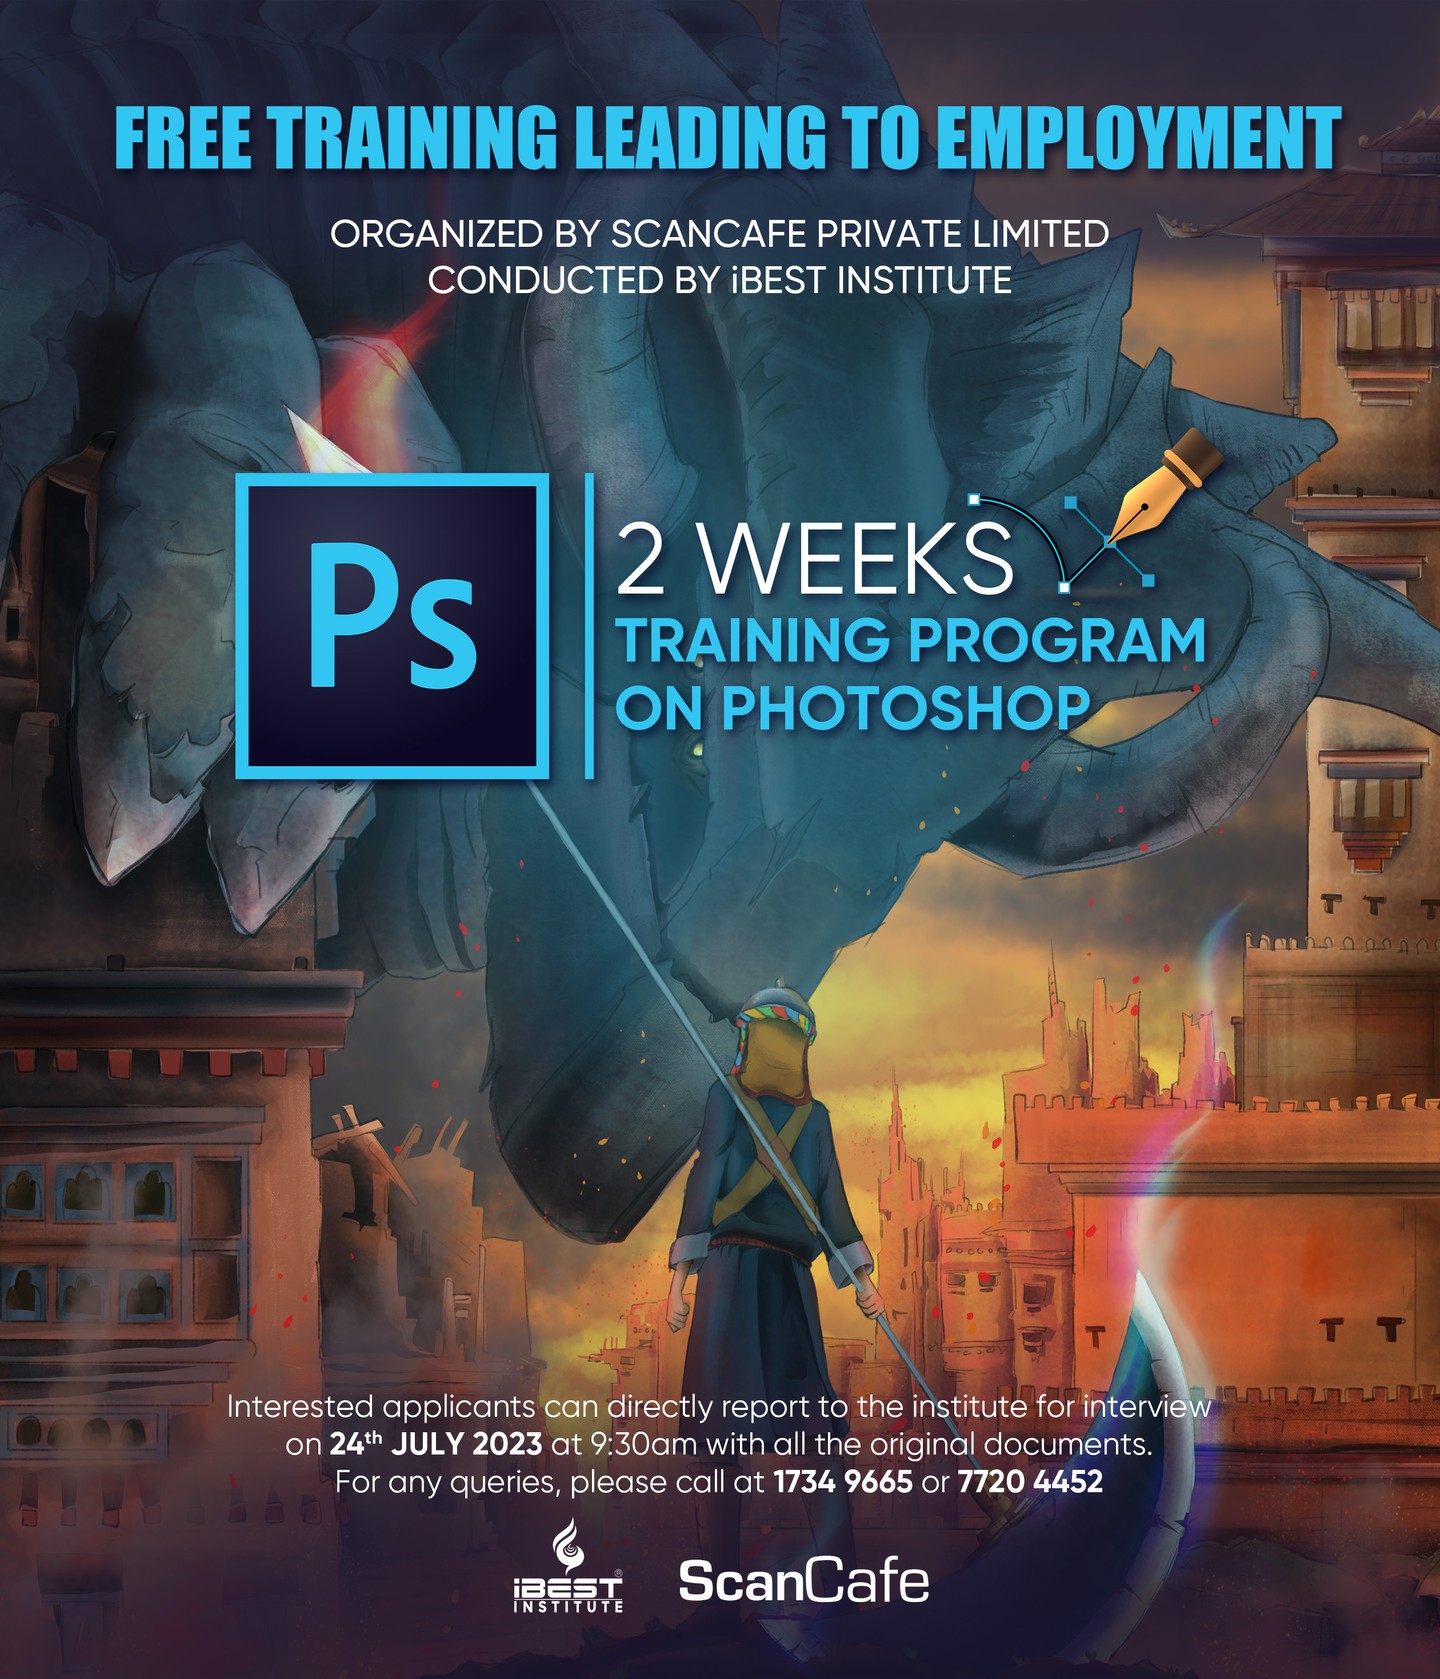 FREE TRAINING LEADING TO EMPLOYMENT
ORGANIZED BY SCANCAFE PRIVATE LIMITED
CONDUCTED BY iBEST INSTITUTE
Ps
2 WEEKS
TRAINING PROGRAM
ON PHOTOSHOP
Interested applicants can directly report to the institute for interview
on 24th JULY 2023 at 9:30am with all the original documents.
For any queries, please call at 1734 9665 or 7720 4452
iBEST ®
INSTITUTE
ScanCafe